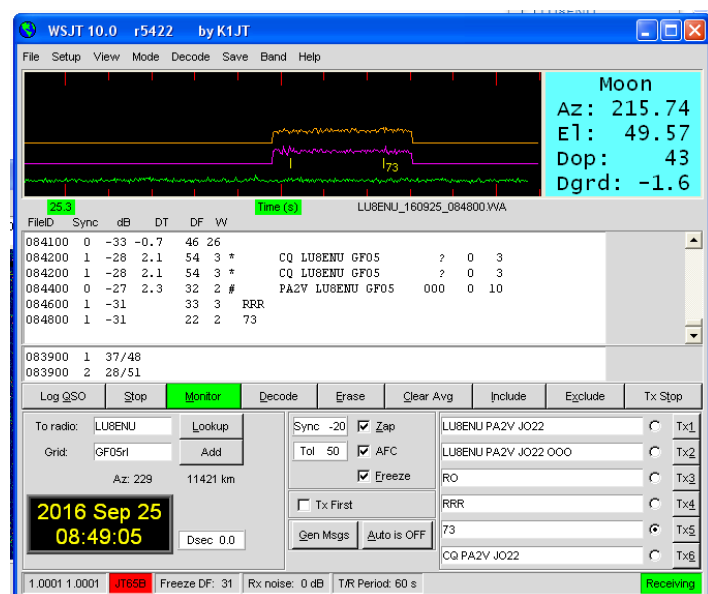 WSJT 10.0 r5422 by K1JT
File Setup View Mode Decode Save Band Help
Moon
Az: 215.74
El: 49.57
Dop: 43
Dgrd: -1.6
73
25.3 Time (s) LU8ENU_160925_084800.WA
FileID Sync dB DT DF W
084100 0 -33 -0.7 46 26
084200 1 -28 2.1 54 3 * CQ LU8ENU GF05 ? 0 3
084200 1 -28 2.1 54 3 * CQ LU8ENU GF05 ? 0 3
084400 0 -27 2.3 32 2 # PA2V LU8ENU GF05 000 0 10
084600 1 -31 33 3 RRR
084800 1 -31 22 2 73
083900 1 37/48
083900 2 28/51
Log QSO Stop Monitor Decode Erase Clear Avg Include Exclude Tx Stop
To radio: LU8ENU Lookup Sync -20 Zap LU8ENU PA2V JO22 Tx1
Grid: GF05rl Add Tol 50 AFC LU8ENU PA2V JO22 OOO Tx2
Az: 229 11421 km Freeze RO Tx3
2016 Sep 25 Tx First RRR Tx4
08:49:05 Dsec 0.0 Gen Msgs Auto is OFF 73 Tx5
CQ PA2V JO22 Tx6
1.0001 1.0001 JT65B Freeze DF: 31 Rx noise: 0 dB T/R Period: 60 s Receiving